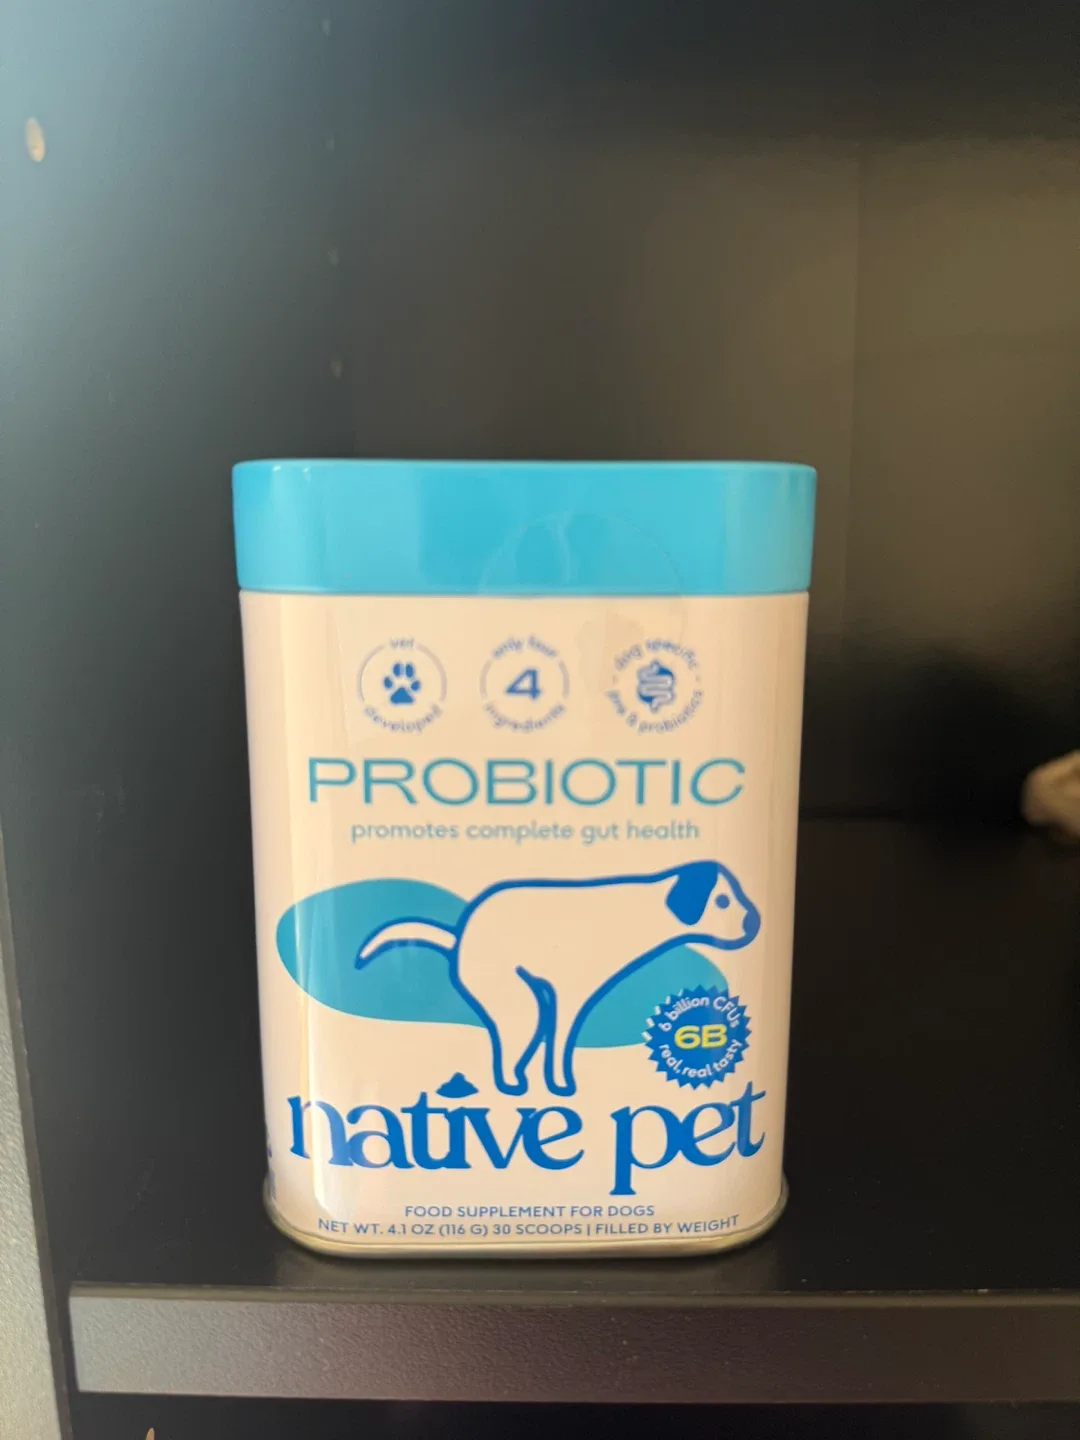 vet developed
only four 4 ingredients
dog specific pre & probiotics
PROBIOTIC
promotes complete gut health
6 billion CFUs
6B
real, real tasty
native pet
FOOD SUPPLEMENT FOR DOGS
NET WT. 4.1 OZ (116 G) 30 SCOOPS | FILLED BY WEIGHT